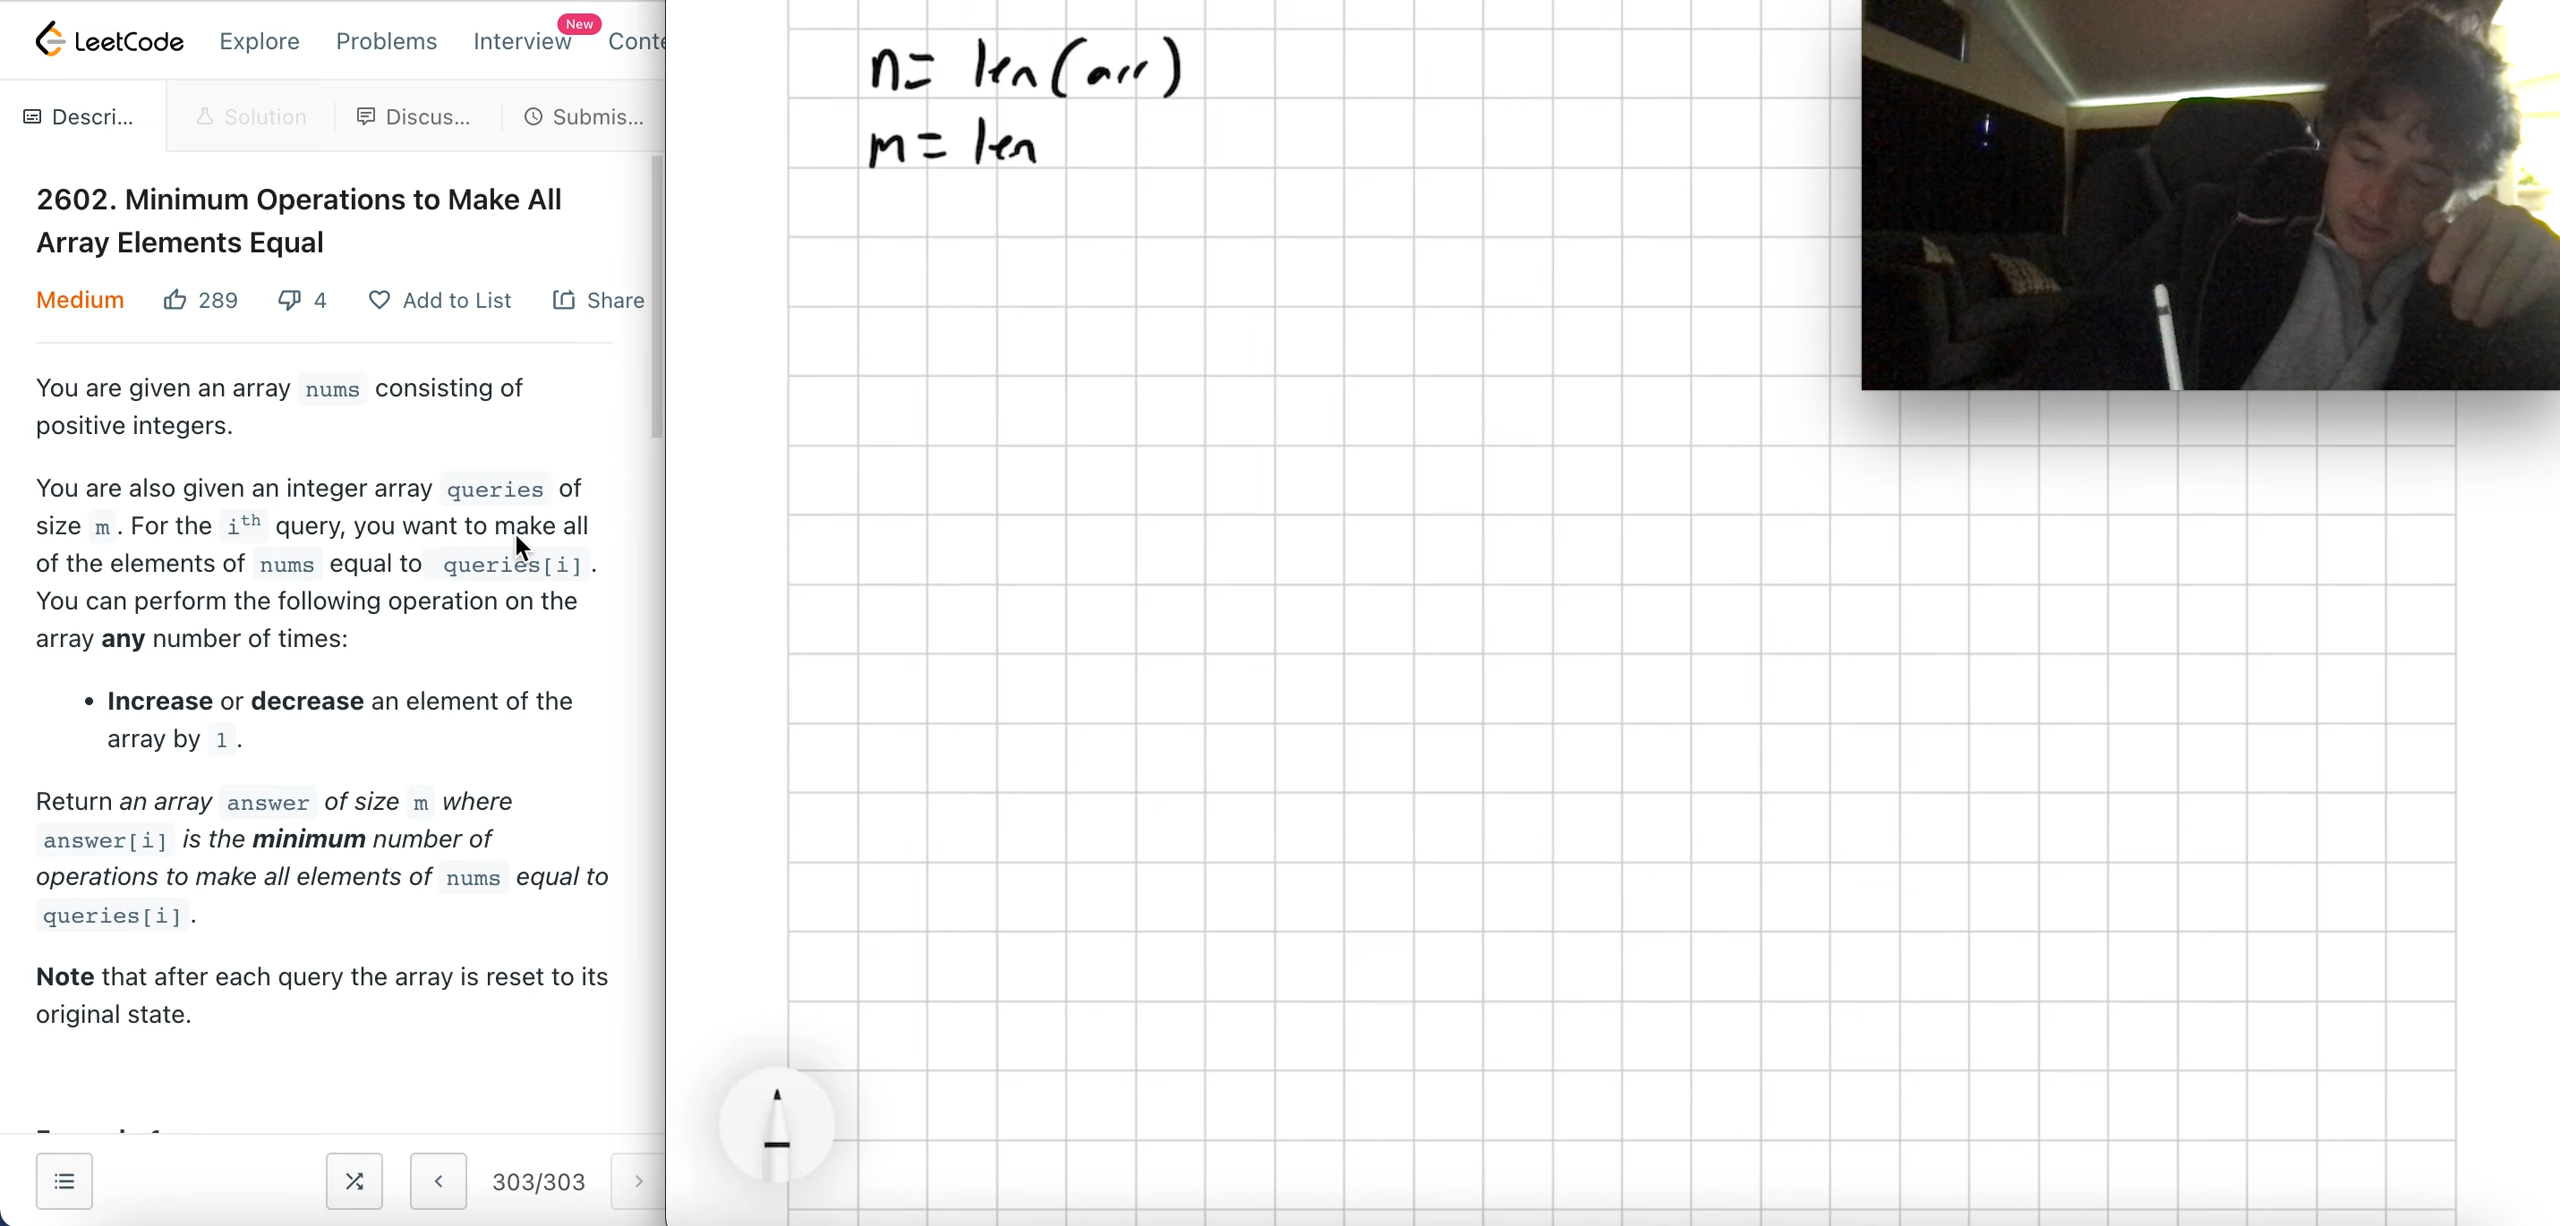 New
LeetCode Explore Problems Interview
Descri... Solution Discus... Submis...
2602. Minimum Operations to Make All
Array Elements Equal
Medium 289 4 Add to List Share
You are given an array nums consisting of
positive integers.
You are also given an integer array queries of
size m . For the ith query, you want to make all
of the elements of nums equal to queries[i] .
You can perform the following operation on the
array any number of times:
• Increase or decrease an element of the
array by 1 .
Return an array answer of size m where
answer[i] is the minimum number of
operations to make all elements of nums equal to
queries[i] .
Note that after each query the array is reset to its
original state.
303/303
n= len(arr)
m= len